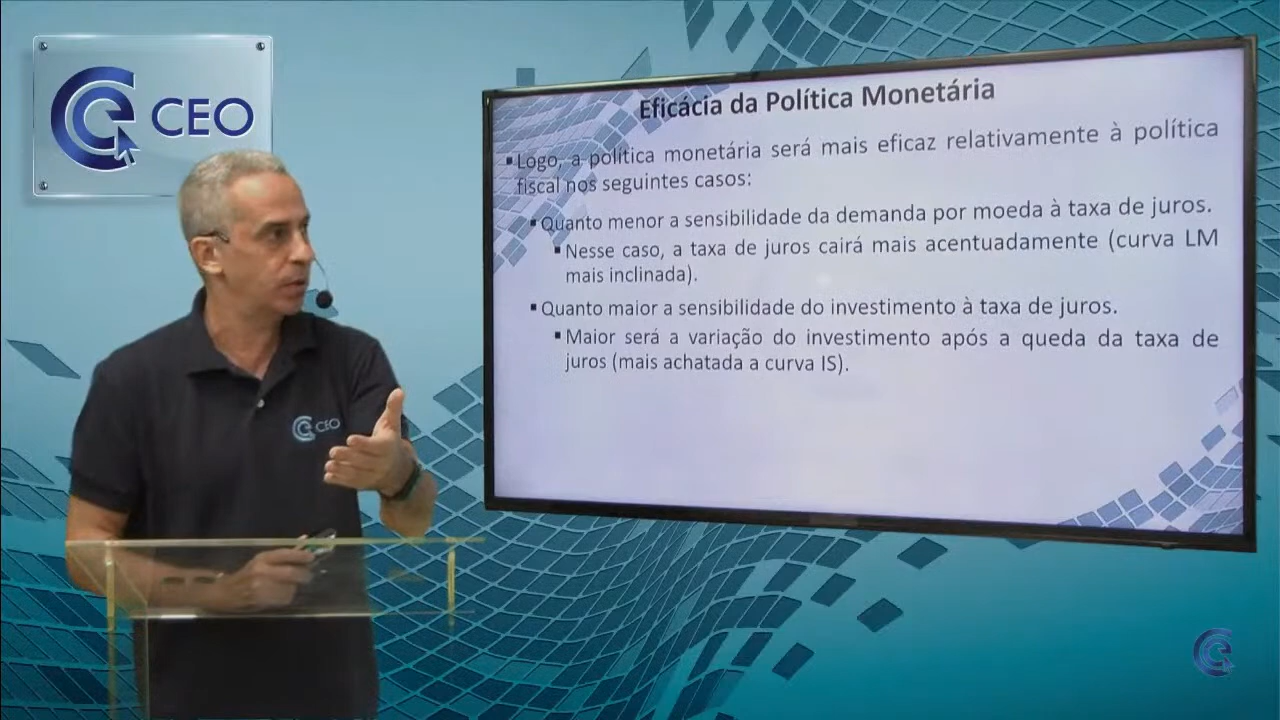 CEO
Eficácia da Política Monetária
▪Logo, a política monetária será mais eficaz relativamente à política
fiscal nos seguintes casos:
▪Quanto menor a sensibilidade da demanda por moeda à taxa de juros.
▪Nesse caso, a taxa de juros cairá mais acentuadamente (curva LM
mais inclinada).
▪Quanto maior a sensibilidade do investimento à taxa de juros.
▪Maior será a variação do investimento após a queda da taxa de
juros (mais achatada a curva IS).
CEO